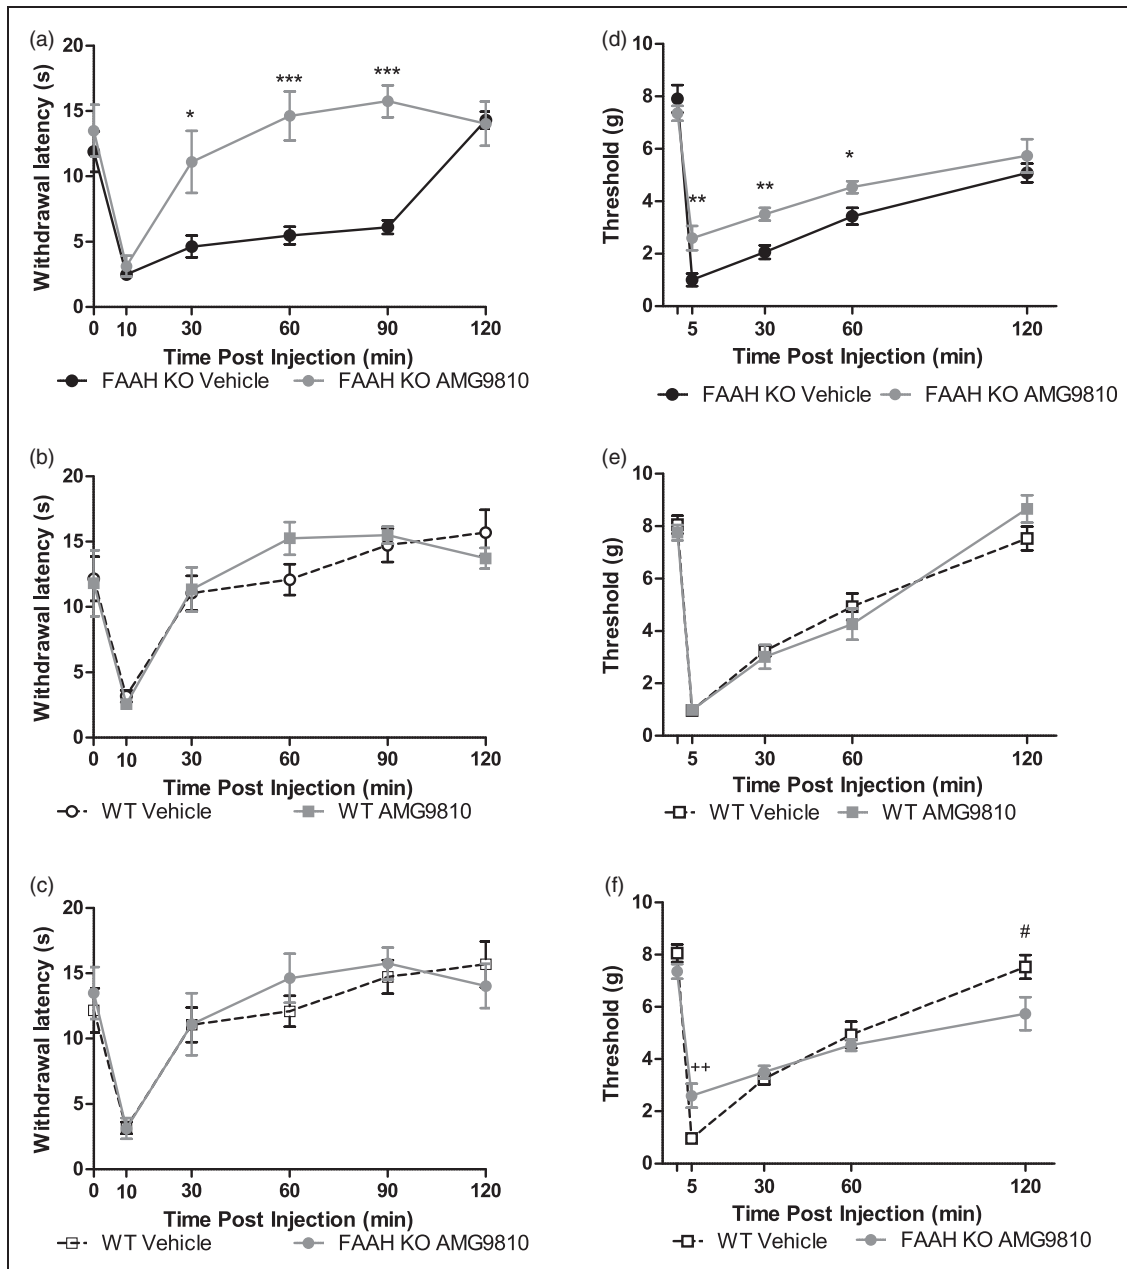 (a)
Withdrawal latency (s)
20
15
10
5
0
*
***
***
0 10 30 60 90 120
Time Post Injection (min)
FAAH KO Vehicle FAAH KO AMG9810
(d)
Threshold (g)
10
8
6
4
2
0
**
**
*
5 30 60 120
Time Post Injection (min)
FAAH KO Vehicle FAAH KO AMG9810
(b)
Withdrawal latency (s)
20
15
10
5
0
0 10 30 60 90 120
Time Post Injection (min)
WT Vehicle WT AMG9810
(e)
Threshold (g)
10
8
6
4
2
0
5 30 60 120
Time Post Injection (min)
WT Vehicle WT AMG9810
(c)
Withdrawal latency (s)
20
15
10
5
0
0 10 30 60 90 120
Time Post Injection (min)
WT Vehicle FAAH KO AMG9810
(f)
Threshold (g)
10
8
6
4
2
0
++
#
5 30 60 120
Time Post Injection (min)
WT Vehicle FAAH KO AMG9810